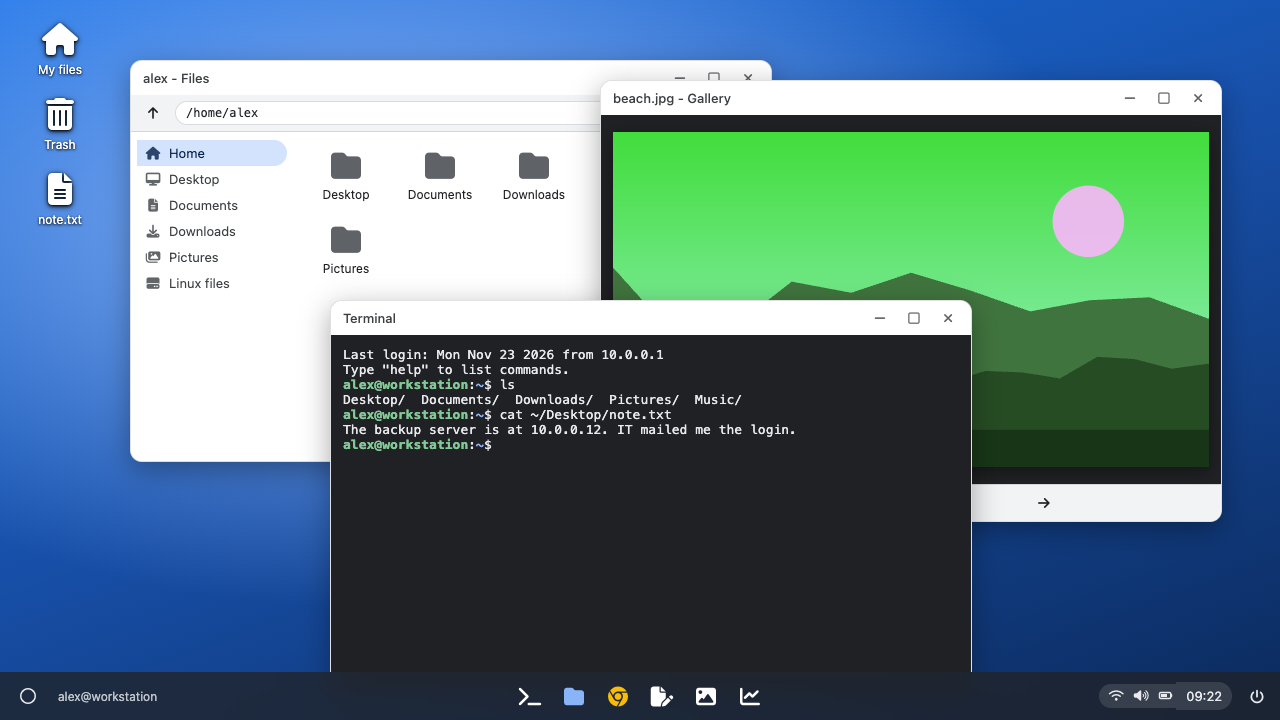 My files
Trash
note.txt
alex - Files
/home/alex
Home
Desktop
Documents
Downloads
Pictures
Linux files
Desktop
Documents
Downloads
Pictures
beach.jpg - Gallery
Terminal
Last login: Mon Nov 23 2026 from 10.0.0.1
Type "help" to list commands.
alex@workstation:~$ ls
Desktop/  Documents/  Downloads/  Pictures/  Music/
alex@workstation:~$ cat ~/Desktop/note.txt
The backup server is at 10.0.0.12. IT mailed me the login.
alex@workstation:~$
alex@workstation
09:22